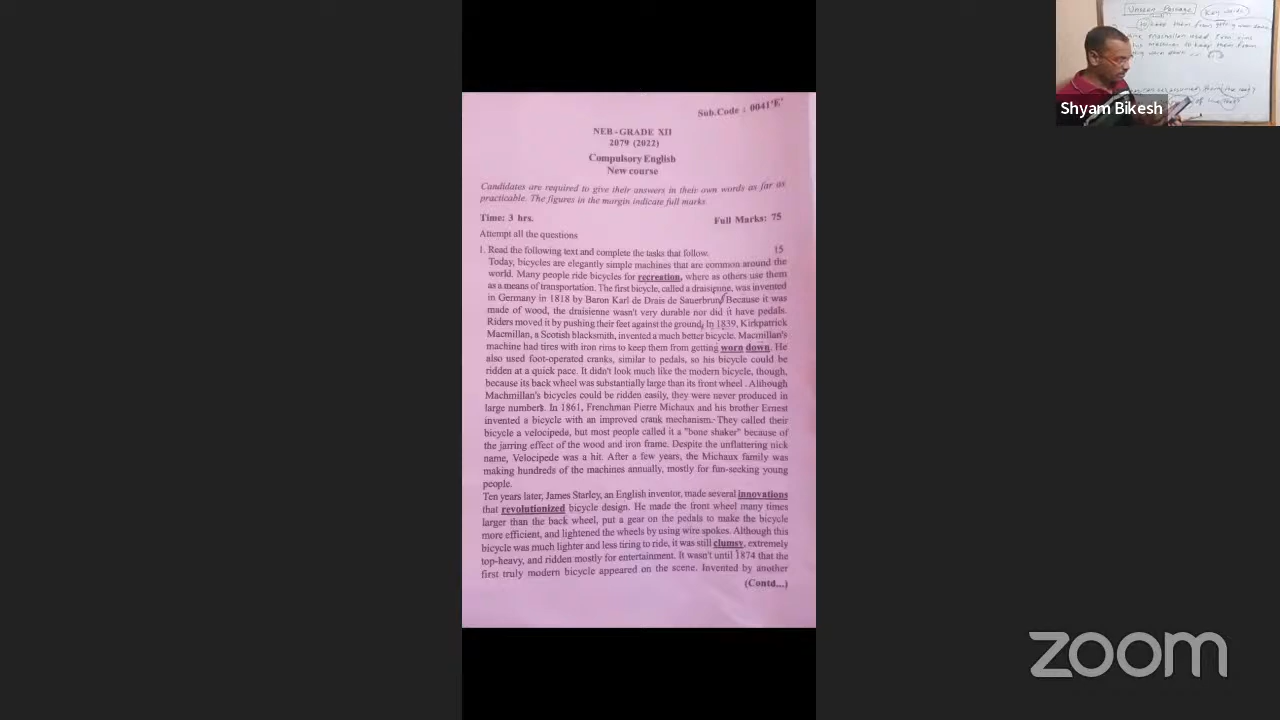 Sub.Code : 0041'E'
NEB - GRADE XII
2079 (2022)
Compulsory English
New course
Candidates are required to give their answers in their own words as far as
practicable. The figures in the margin indicate full marks.
Time: 3 hrs.
Full Marks: 75
Attempt all the questions
1. Read the following text and complete the tasks that follow. 15
Today, bicycles are elegantly simple machines that are common around the
world. Many people ride bicycles for recreation, where as others use them
as a means of transportation. The first bicycle, called a draisienne, was invented
in Germany in 1818 by Baron Karl de Drais de Sauerbrun. Because it was
made of wood, the draisienne wasn't very durable nor did it have pedals.
Riders moved it by pushing their feet against the ground. In 1839, Kirkpatrick
Macmillan, a Scotish blacksmith, invented a much better bicycle. Macmillan's
machine had tires with iron rims to keep them from getting worn down. He
also used foot-operated cranks, similar to pedals, so his bicycle could be
ridden at a quick pace. It didn't look much like the modern bicycle, though,
because its back wheel was substantially large than its front wheel . Although
Machmillan's bicycles could be ridden easily, they were never produced in
large numbers. In 1861, Frenchman Pierre Michaux and his brother Ernest
invented a bicycle with an improved crank mechanism. They called their
bicycle a velocipede, but most people called it a "bone shaker" because of
the jarring effect of the wood and iron frame. Despite the unflattering nick
name, Velocipede was a hit. After a few years, the Michaux family was
making hundreds of the machines annually, mostly for fun-seeking young
people.
Ten years later, James Starley, an English inventor, made several innovations
that revolutionized bicycle design. He made the front wheel many times
larger than the back wheel, put a gear on the pedals to make the bicycle
more efficient, and lightened the wheels by using wire spokes. Although this
bicycle was much lighter and less tiring to ride, it was still clumsy, extremely
top-heavy, and ridden mostly for entertainment. It wasn't until 1874 that the
first truly modern bicycle appeared on the scene. Invented by another
(Contd...)
Unseen Passage
Key words
to keep them from getting worn down
Shyam Bikesh
zoom